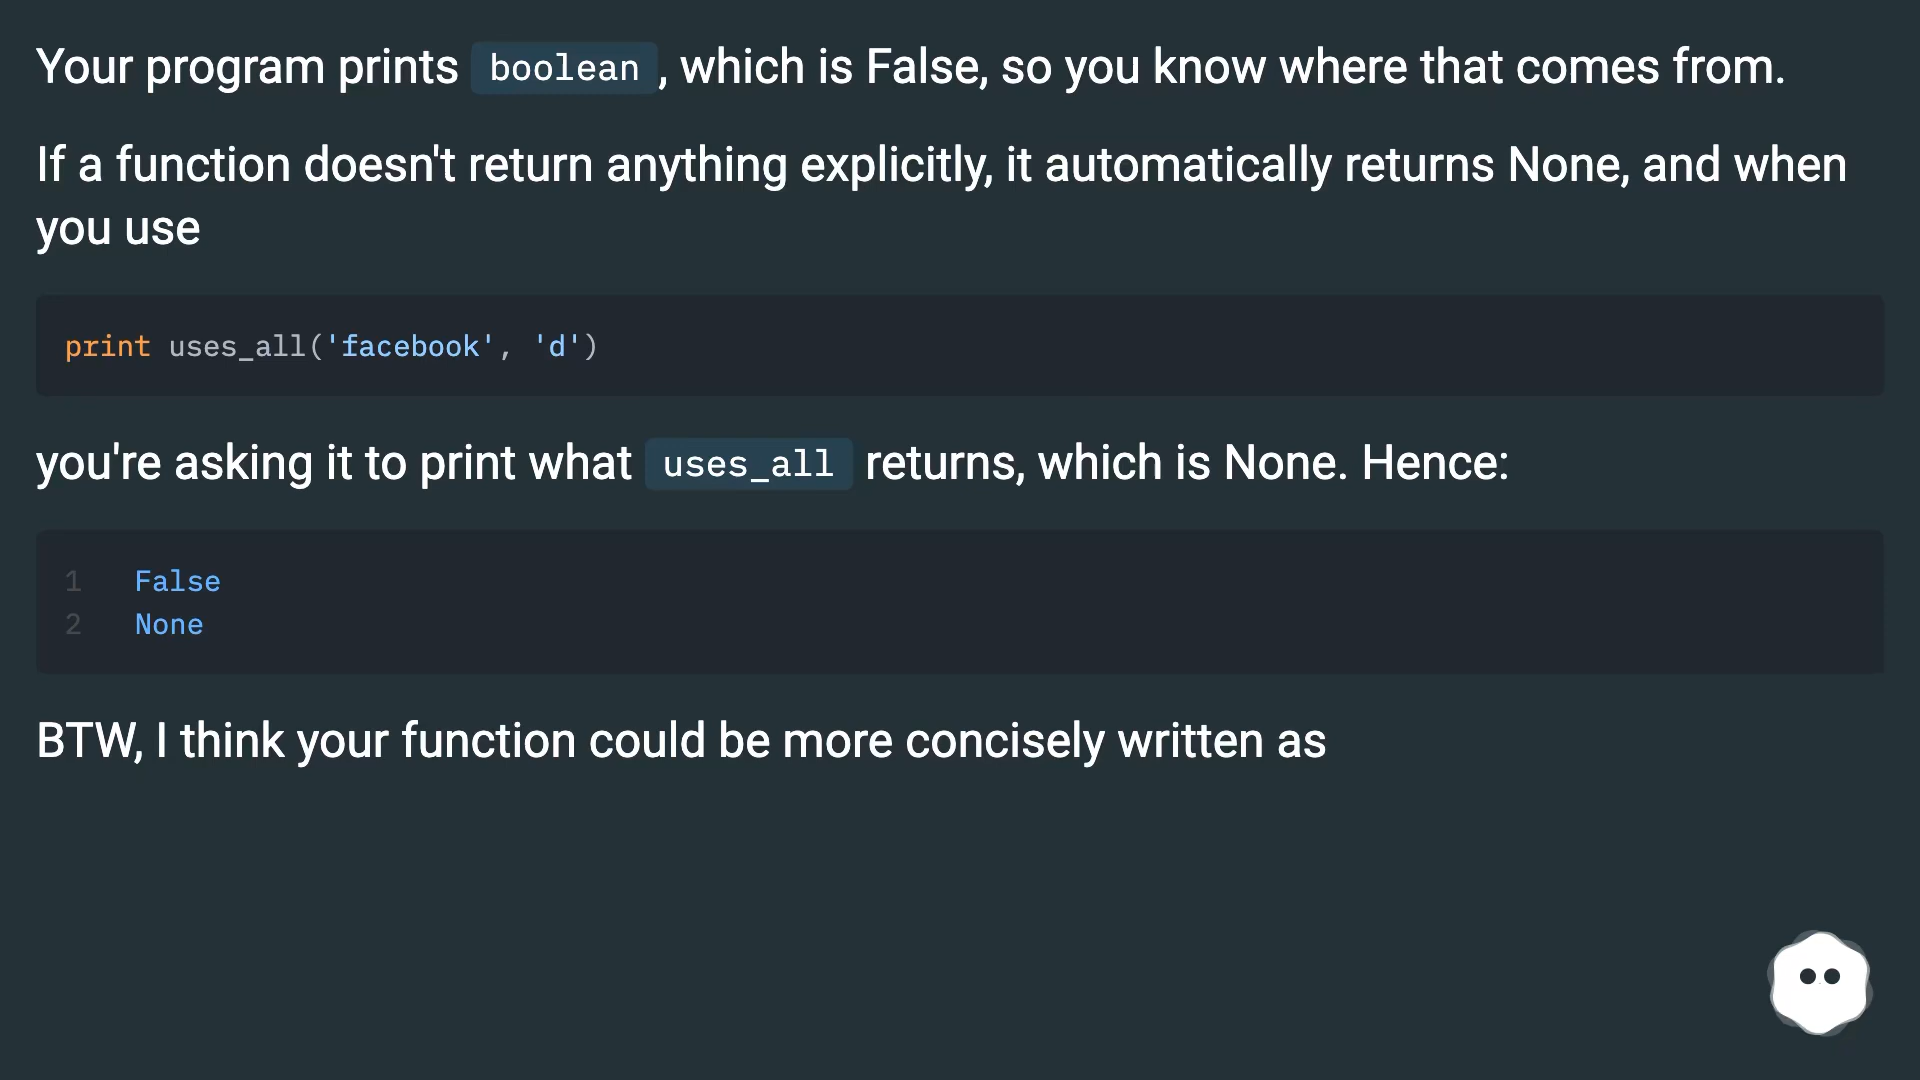 Your program prints boolean, which is False, so you know where that comes from.
If a function doesn't return anything explicitly, it automatically returns None, and when
you use
print uses_all('facebook', 'd')
you're asking it to print what uses_all returns, which is None. Hence:
1 False
2 None
BTW, I think your function could be more concisely written as